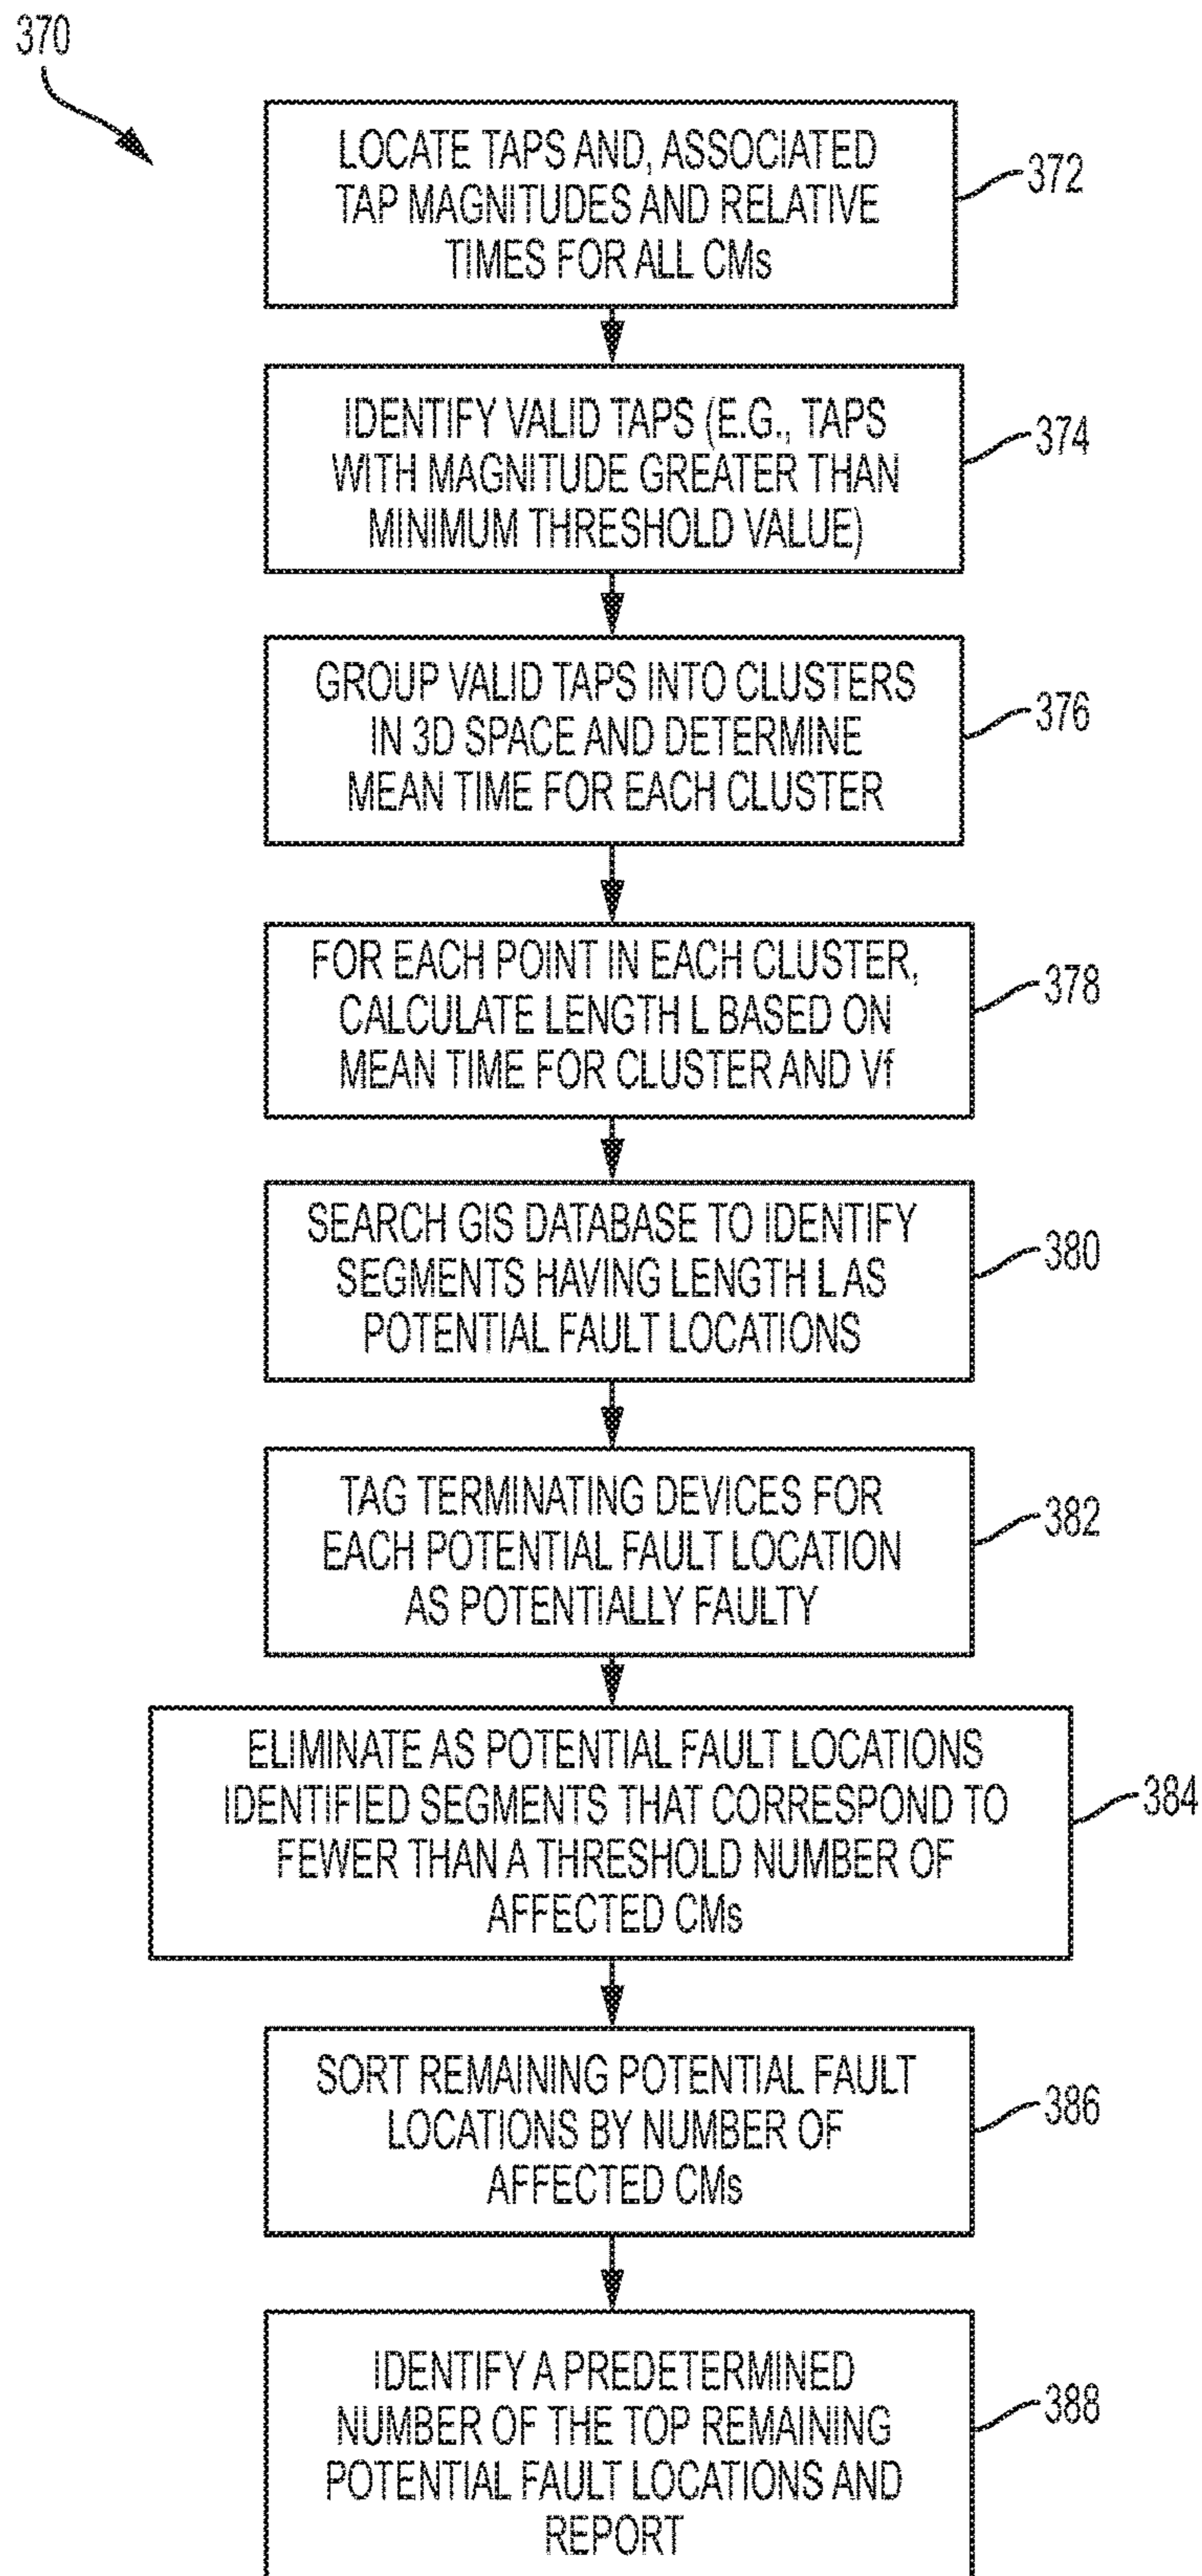 370
LOCATE TAPS AND, ASSOCIATED
TAP MAGNITUDES AND RELATIVE
TIMES FOR ALL CMs
372
IDENTIFY VALID TAPS (E.G., TAPS
WITH MAGNITUDE GREATER THAN
MINIMUM THRESHOLD VALUE)
374
GROUP VALID TAPS INTO CLUSTERS
IN 3D SPACE AND DETERMINE
MEAN TIME FOR EACH CLUSTER
376
FOR EACH POINT IN EACH CLUSTER,
CALCULATE LENGTH L BASED ON
MEAN TIME FOR CLUSTER AND Vf
378
SEARCH GIS DATABASE TO IDENTIFY
SEGMENTS HAVING LENGTH L AS
POTENTIAL FAULT LOCATIONS
380
TAG TERMINATING DEVICES FOR
EACH POTENTIAL FAULT LOCATION
AS POTENTIALLY FAULTY
382
ELIMINATE AS POTENTIAL FAULT LOCATIONS
IDENTIFIED SEGMENTS THAT CORRESPOND TO
FEWER THAN A THRESHOLD NUMBER OF
AFFECTED CMs
384
SORT REMAINING POTENTIAL FAULT
LOCATIONS BY NUMBER OF
AFFECTED CMs
386
IDENTIFY A PREDETERMINED
NUMBER OF THE TOP REMAINING
POTENTIAL FAULT LOCATIONS AND
REPORT
388